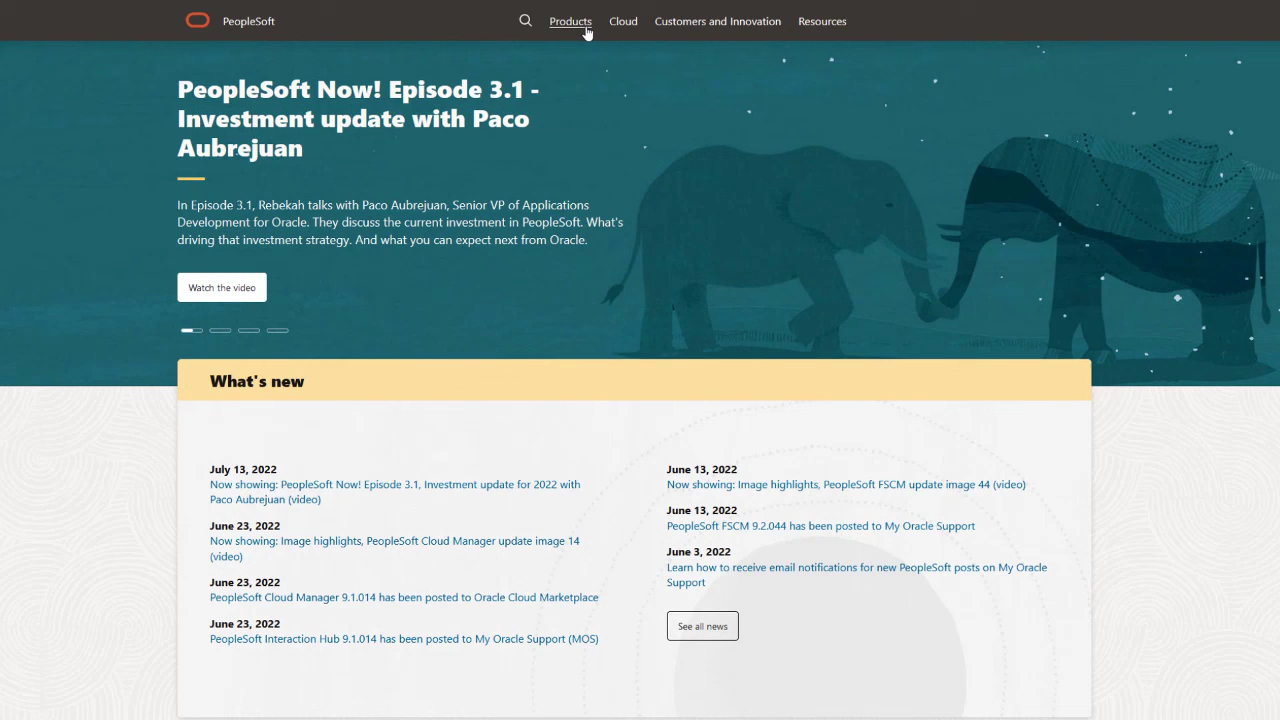 PeopleSoft
Products
Cloud
Customers and Innovation
Resources
PeopleSoft Now! Episode 3.1 -
Investment update with Paco
Aubrejuan
In Episode 3.1, Rebekah talks with Paco Aubrejuan, Senior VP of Applications
Development for Oracle. They discuss the current investment in PeopleSoft. What's
driving that investment strategy. And what you can expect next from Oracle.
Watch the video
What's new
July 13, 2022
Now showing: PeopleSoft Now! Episode 3.1, Investment update for 2022 with
Paco Aubrejuan (video)
June 23, 2022
Now showing: Image highlights, PeopleSoft Cloud Manager update image 14
(video)
June 23, 2022
PeopleSoft Cloud Manager 9.1.014 has been posted to Oracle Cloud Marketplace
June 23, 2022
PeopleSoft Interaction Hub 9.1.014 has been posted to My Oracle Support (MOS)
June 13, 2022
Now showing: Image highlights, PeopleSoft FSCM update image 44 (video)
June 13, 2022
PeopleSoft FSCM 9.2.044 has been posted to My Oracle Support
June 3, 2022
Learn how to receive email notifications for new PeopleSoft posts on My Oracle
Support
See all news